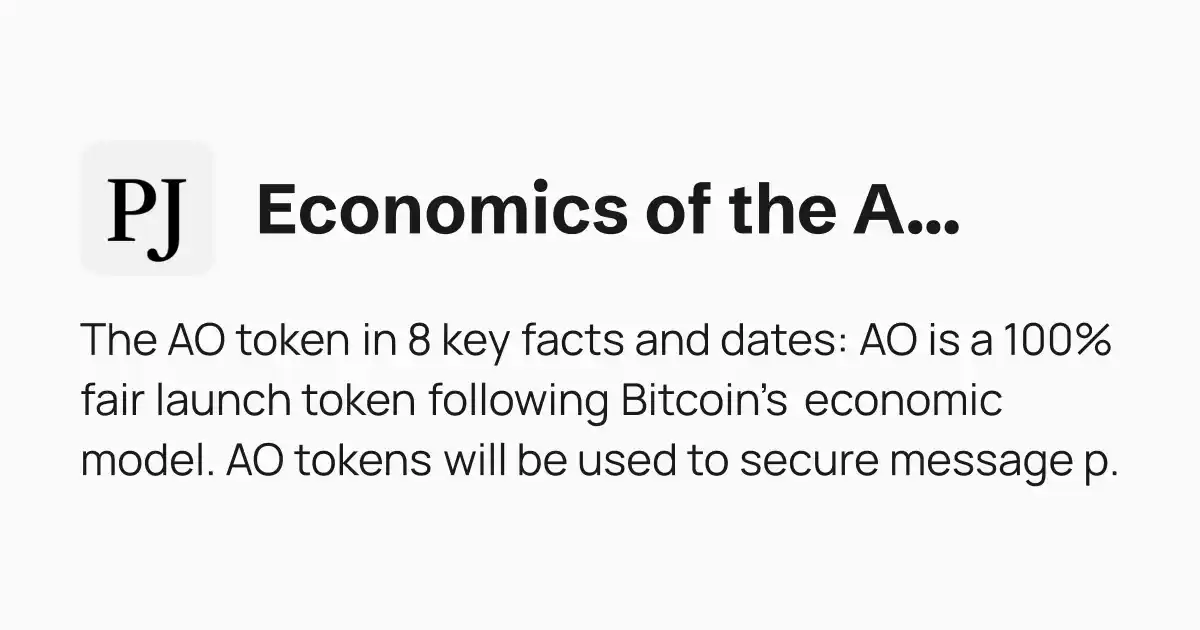 PJ
Economics of the A...
The AO token in 8 key facts and dates: AO is a 100%
fair launch token following Bitcoin’s economic
model. AO tokens will be used to secure message p.